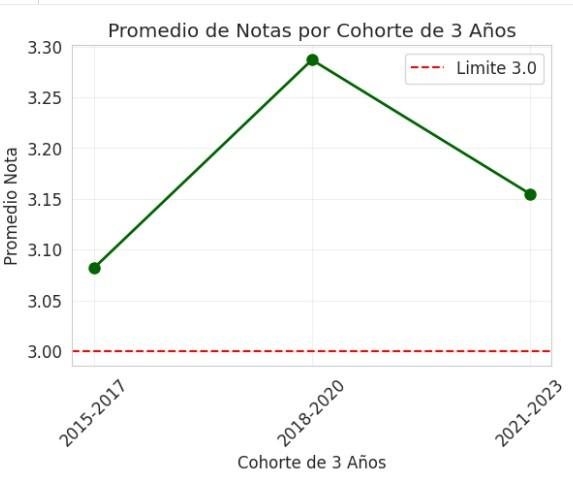 Promedio de Notas por Cohorte de 3 Años
Limite 3.0
3.30
3.25
3.20
3.15
3.10
3.05
3.00
Promedio Nota
2015-2017
2018-2020
2021-2023
Cohorte de 3 Años